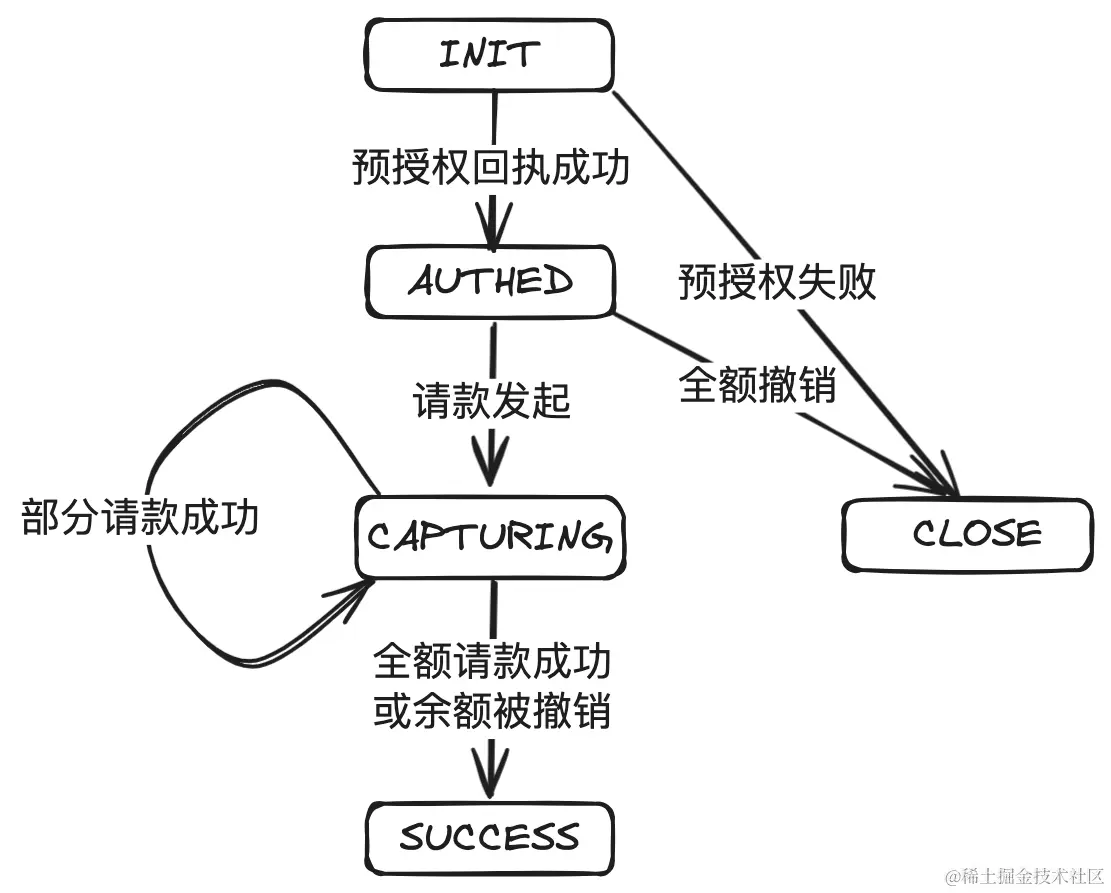 INIT
预授权回执成功
AUTHED
预授权失败
全额撤销
请款发起
部分请款成功
CAPTURING
CLOSE
全额请款成功
或余额被撤销
SUCCESS
@稀土掘金技术社区